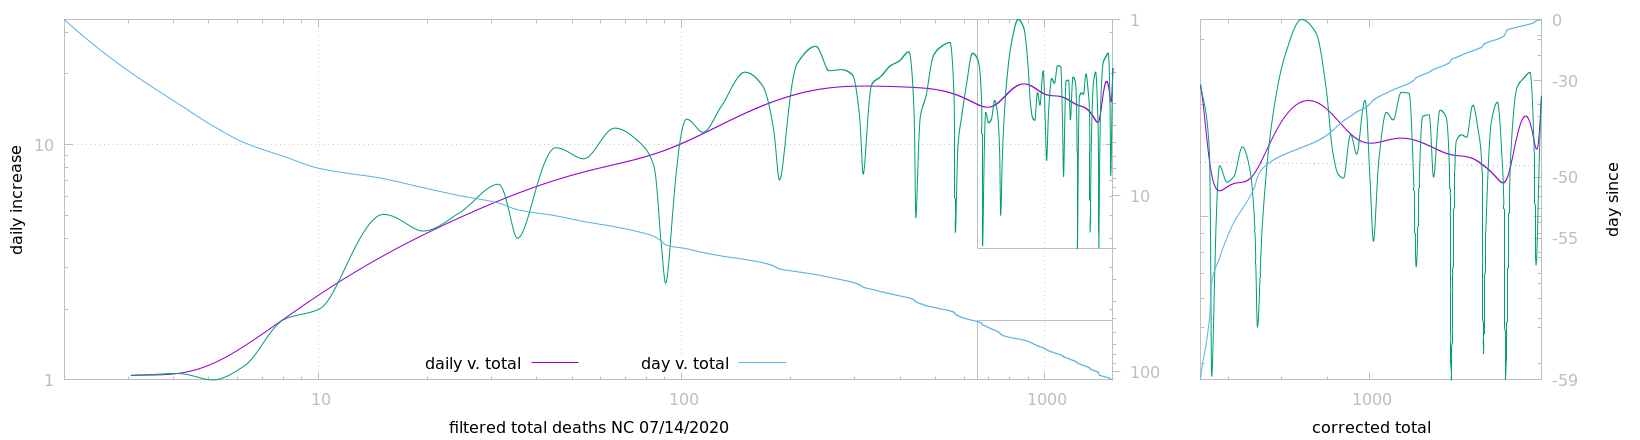 daily increase
10
1
daily v. total
day v. total
10
100
1000
filtered total deaths NC 07/14/2020
1
10
100
1000
corrected total
0
-30
-50
-55
-59
day since